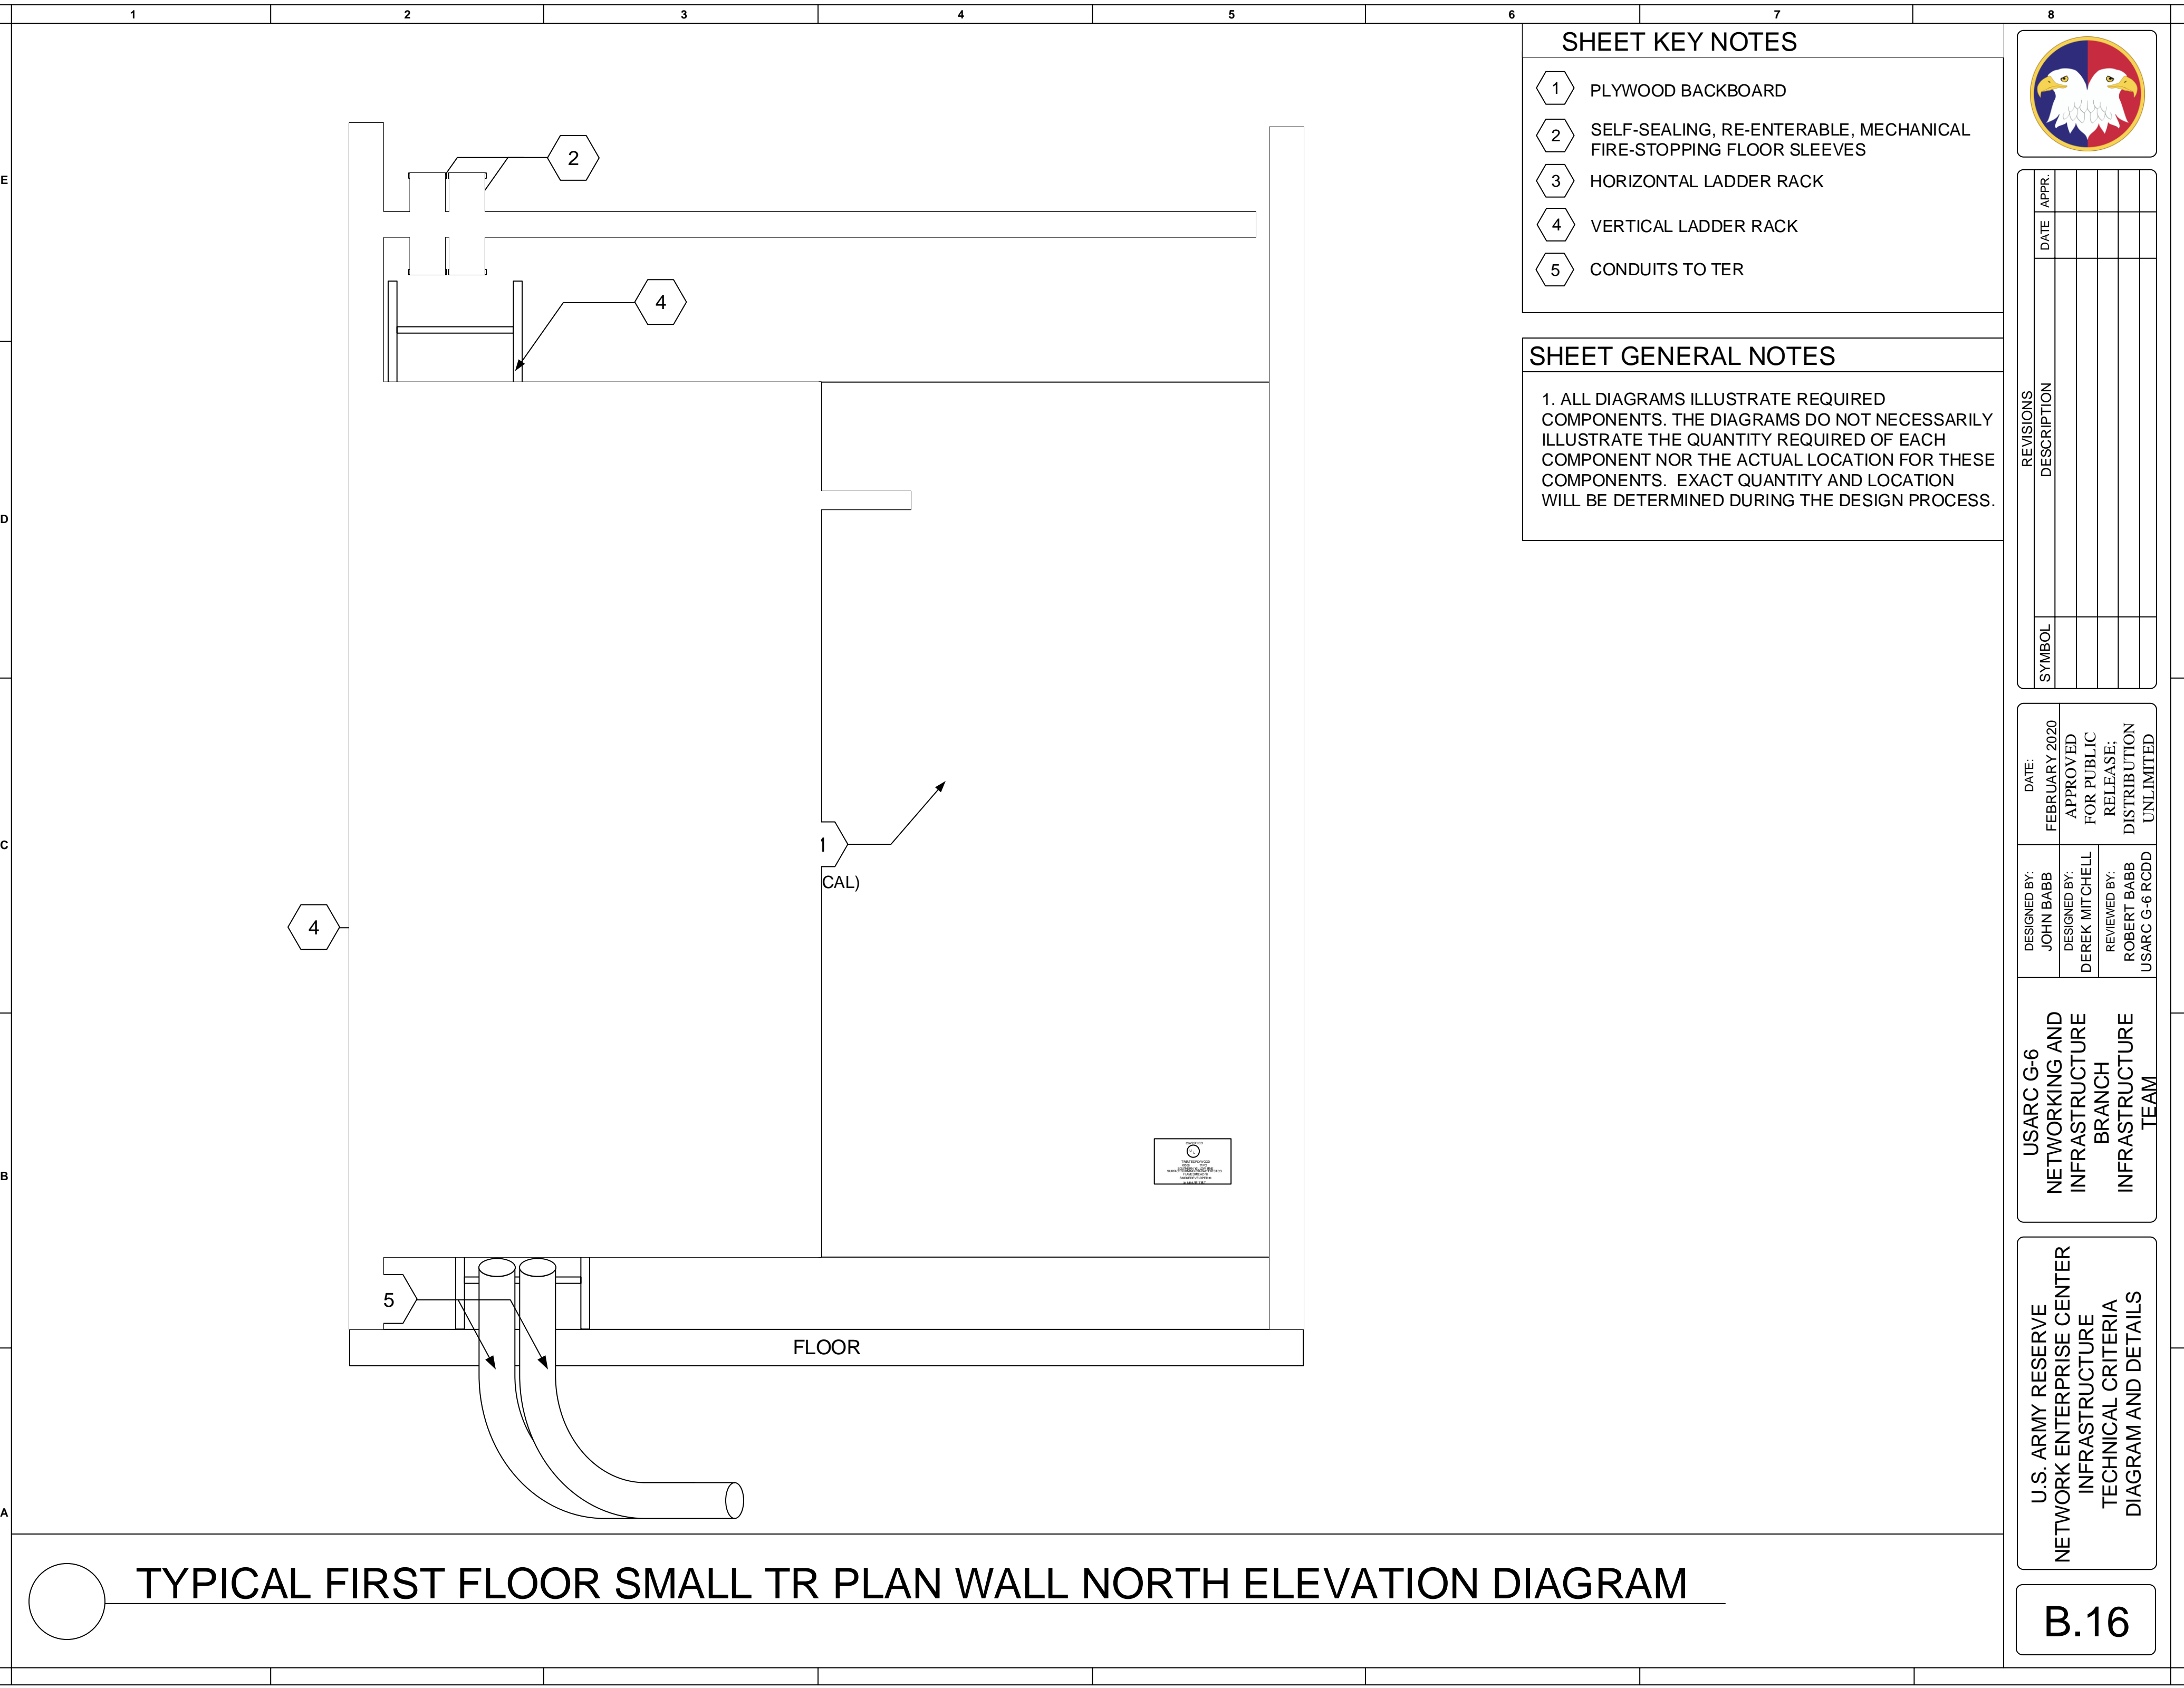 1 2 3 4 5 6 7 8
E
D
C
B
A
2
4
1
CAL)
4
5
FLOOR
SHEET KEY NOTES
1 PLYWOOD BACKBOARD
2 SELF-SEALING, RE-ENTERABLE, MECHANICAL
FIRE-STOPPING FLOOR SLEEVES
3 HORIZONTAL LADDER RACK
4 VERTICAL LADDER RACK
5 CONDUITS TO TER
SHEET GENERAL NOTES
1. ALL DIAGRAMS ILLUSTRATE REQUIRED
COMPONENTS. THE DIAGRAMS DO NOT NECESSARILY
ILLUSTRATE THE QUANTITY REQUIRED OF EACH
COMPONENT NOR THE ACTUAL LOCATION FOR THESE
COMPONENTS. EXACT QUANTITY AND LOCATION
WILL BE DETERMINED DURING THE DESIGN PROCESS.
REVISIONS
SYMBOL DESCRIPTION DATE APPR.
DATE:
FEBRUARY 2020
APPROVED
FOR PUBLIC
RELEASE;
DISTRIBUTION
UNLIMITED
DESIGNED BY:
JOHN BABB
DESIGNED BY:
DEREK MITCHELL
REVIEWED BY:
ROBERT BABB
USARC G-6 RCDD
USARC G-6
NETWORKING AND
INFRASTRUCTURE
BRANCH
INFRASTRUCTURE
TEAM
U.S. ARMY RESERVE
NETWORK ENTERPRISE CENTER
INFRASTRUCTURE
TECHNICAL CRITERIA
DIAGRAM AND DETAILS
B.16
TYPICAL FIRST FLOOR SMALL TR PLAN WALL NORTH ELEVATION DIAGRAM